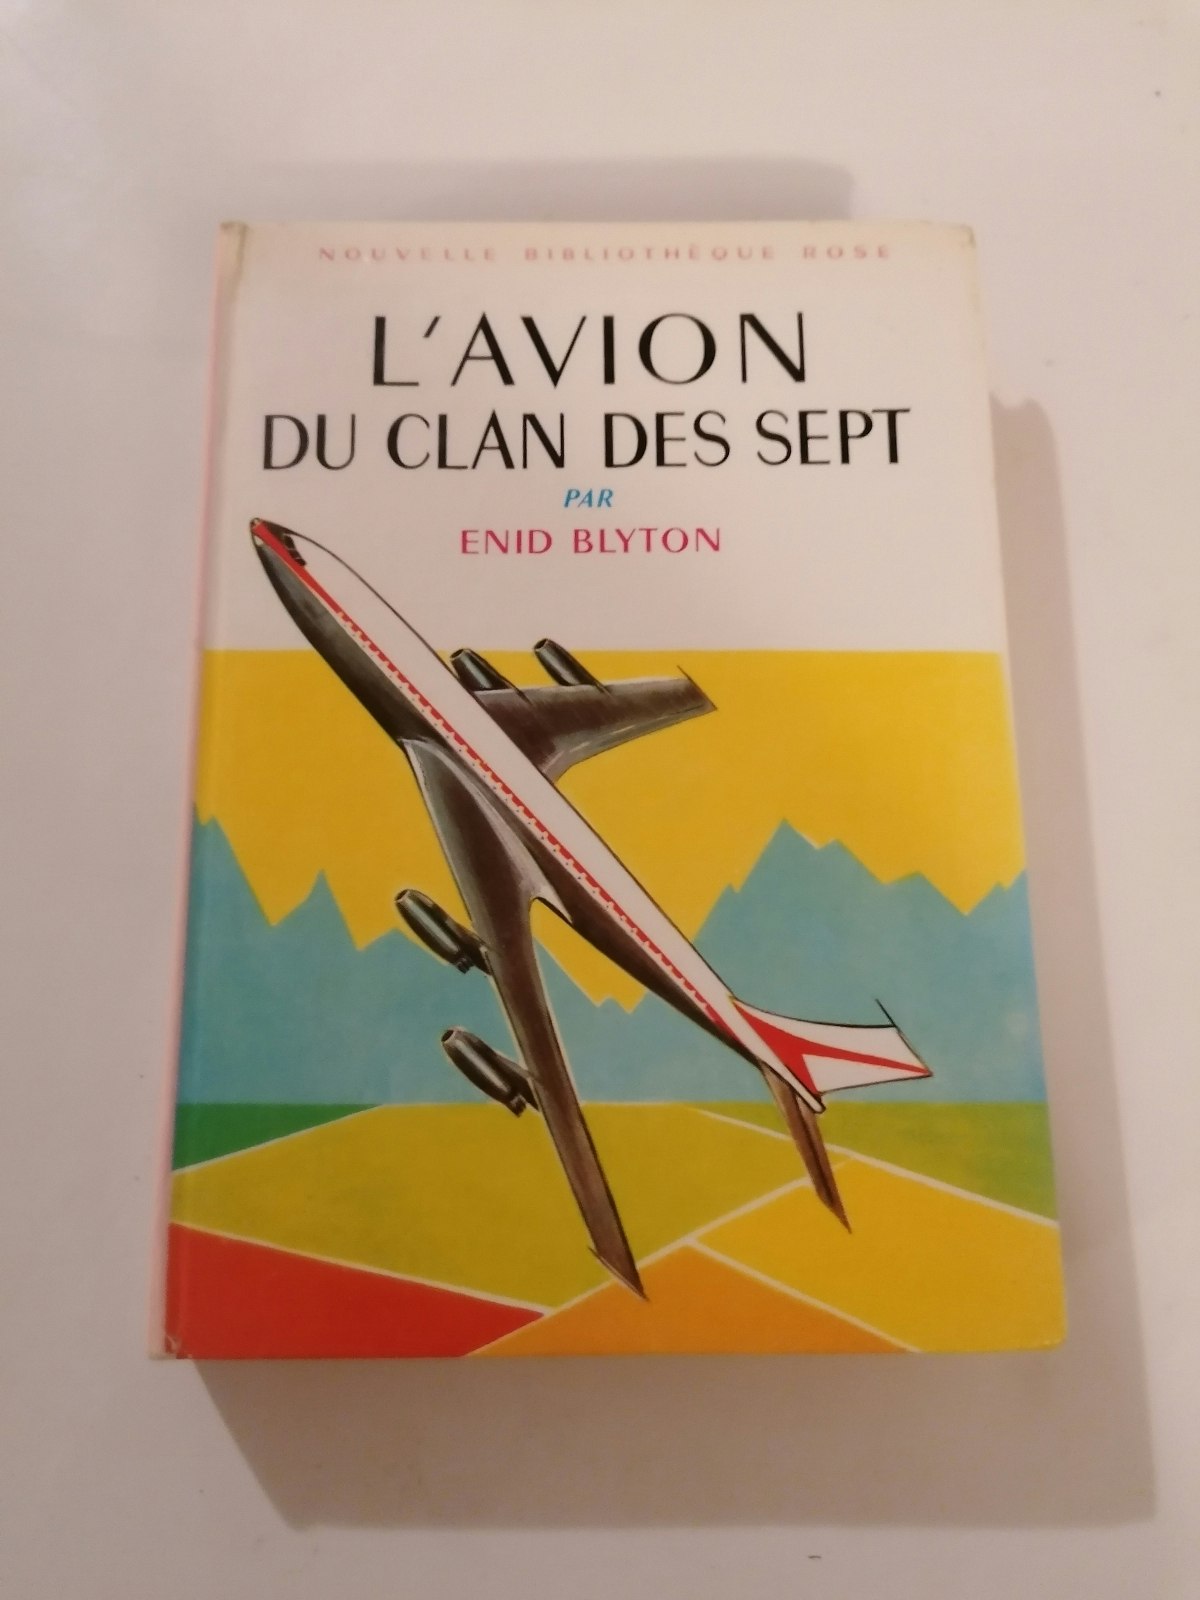 NOUVELLE BIBLIOTHÈQUE ROSE
L'AVION
DU CLAN DES SEPT
PAR
ENID BLYTON